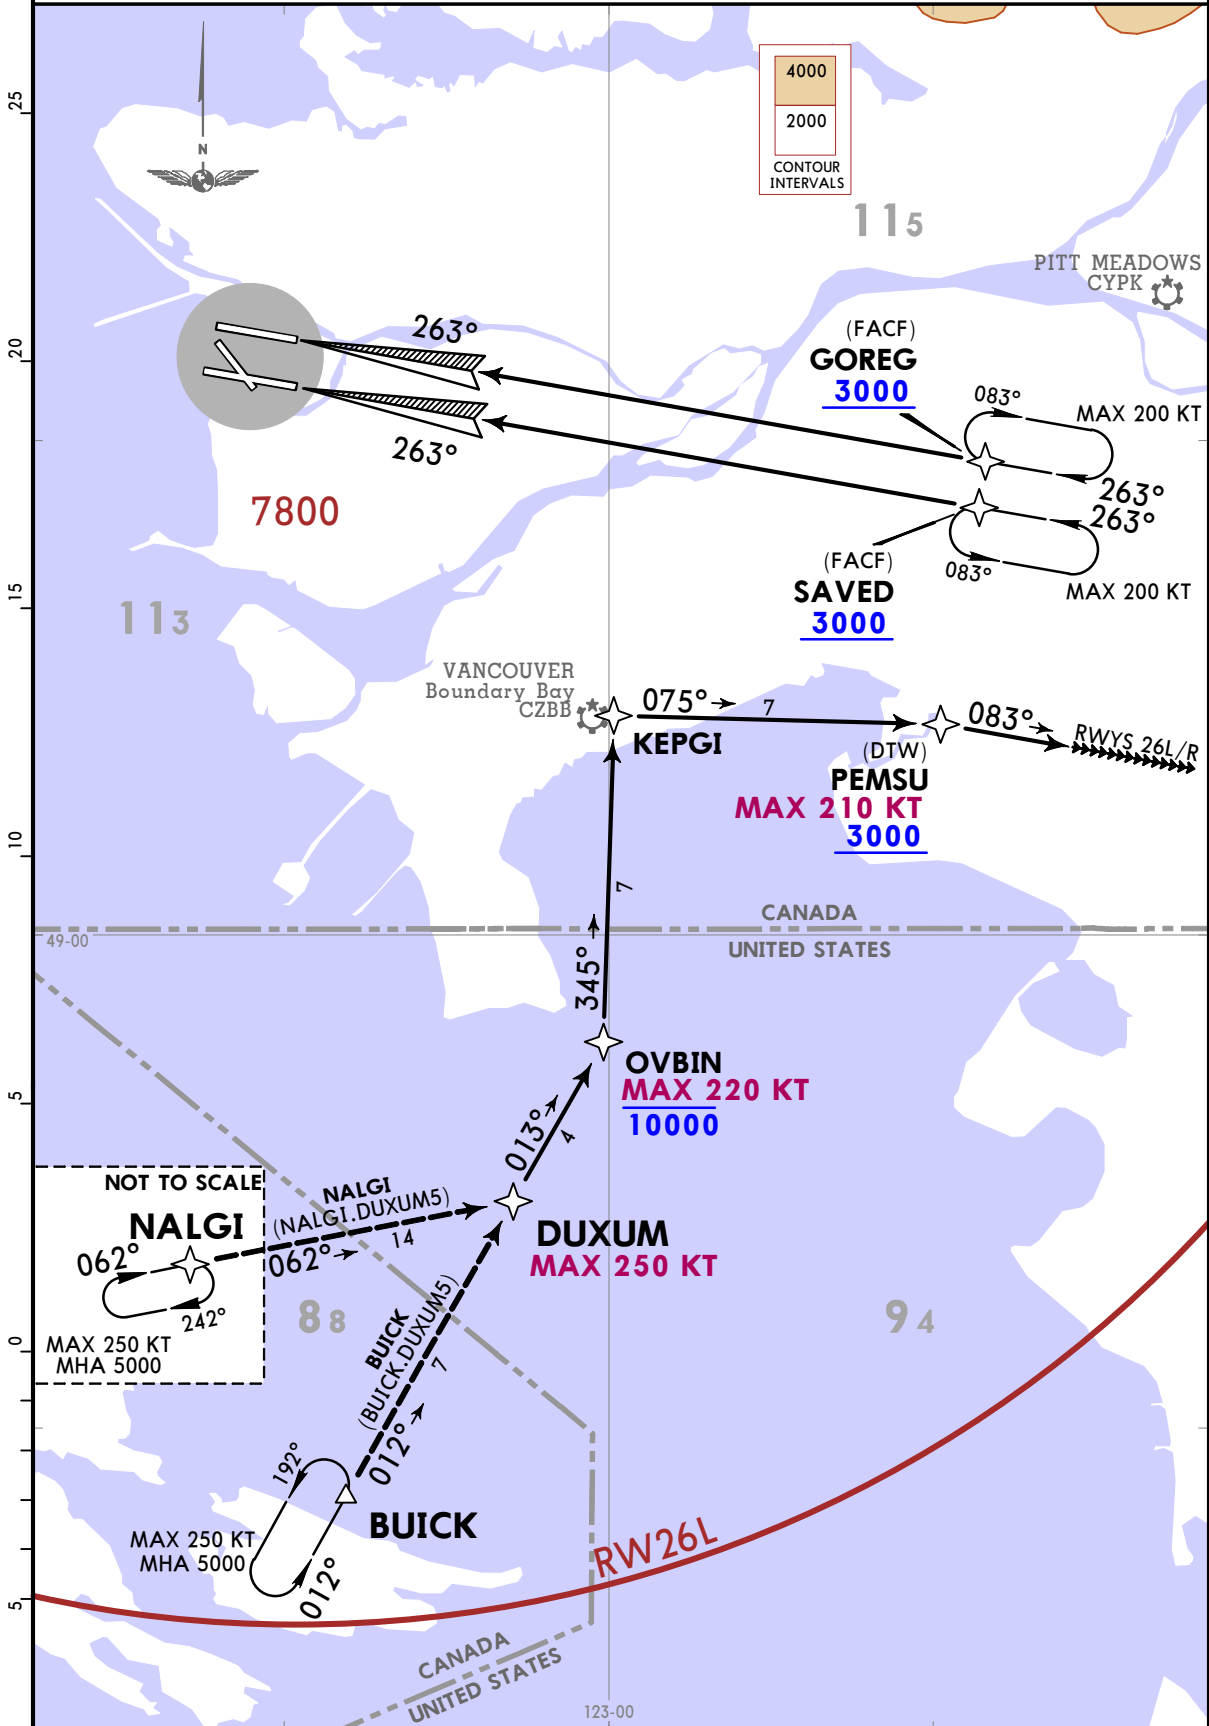 4000
2000
CONTOUR
INTERVALS
25
N
115
PITT MEADOWS
CYPK
20
263°
(FACF)
GOREG
3000
083°
MAX 200 KT
263°
263°
263°
7800
(FACF)
083°
SAVED
MAX 200 KT
3000
15
113
VANCOUVER
Boundary Bay
CZBB
075°
7
083°
RWYS 26L/R
KEPGI
(DTW)
PEMSU
MAX 210 KT
3000
10
7
CANADA
49-00
UNITED STATES
345°
OVBIN
MAX 220 KT
10000
5
013°
4
NOT TO SCALE
NALGI
NALGI
(NALGI.DUXUM5)
14
062°
062°
242°
MAX 250 KT
MHA 5000
DUXUM
MAX 250 KT
88
94
0
BUICK
(BUICK.DUXUM5)
7
012°
192°
BUICK
MAX 250 KT
MHA 5000
012°
RW26L
5
CANADA
UNITED STATES
123-00